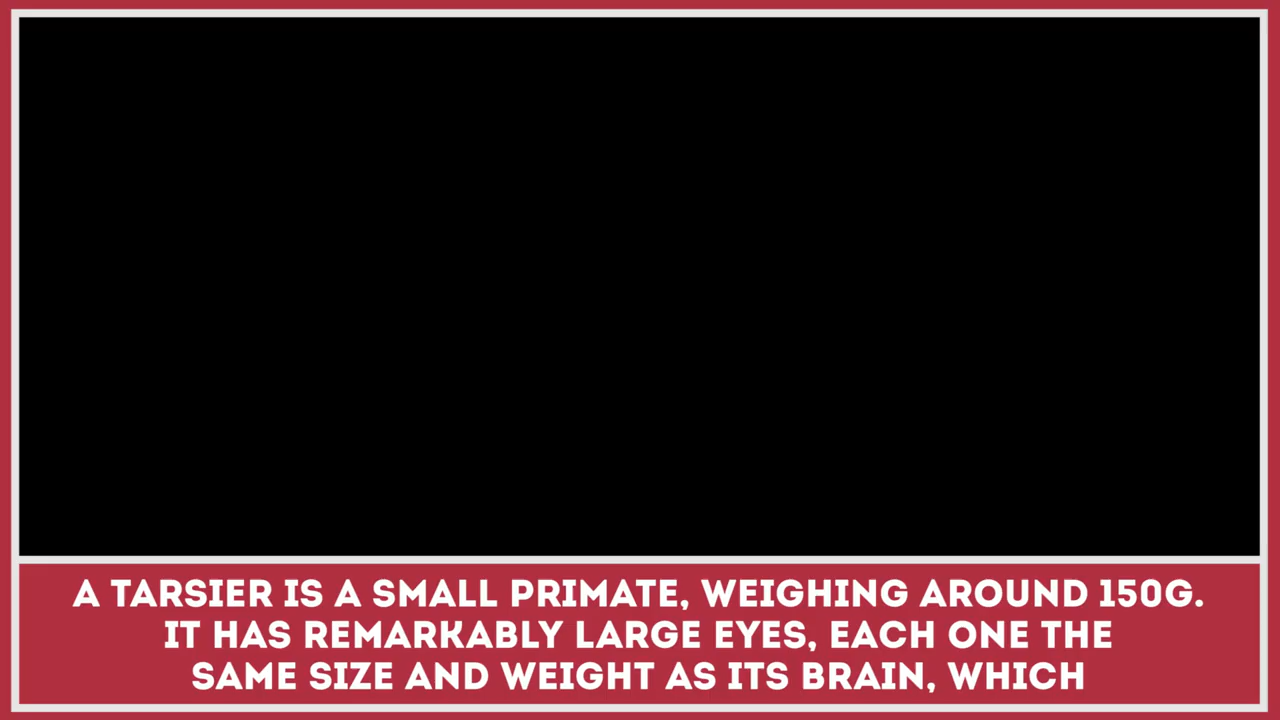 A TARSIER IS A SMALL PRIMATE, WEIGHING AROUND 150G.
IT HAS REMARKABLY LARGE EYES, EACH ONE THE
SAME SIZE AND WEIGHT AS ITS BRAIN, WHICH